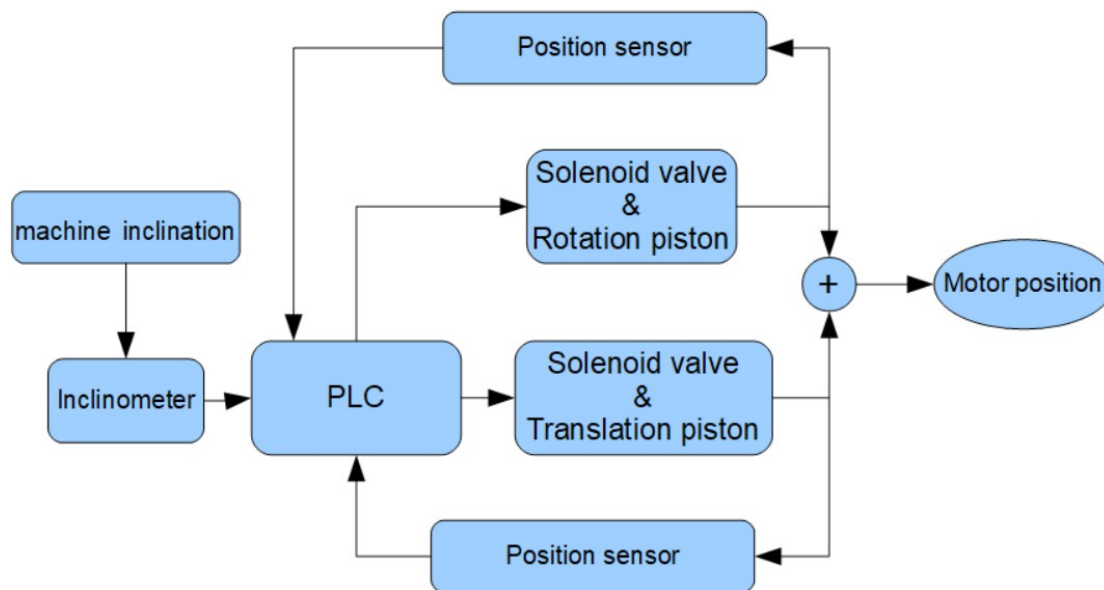 Position sensor
Solenoid valve
&
Rotation piston
machine inclination
+
Motor position
Inclinometer
PLC
Solenoid valve
&
Translation piston
Position sensor